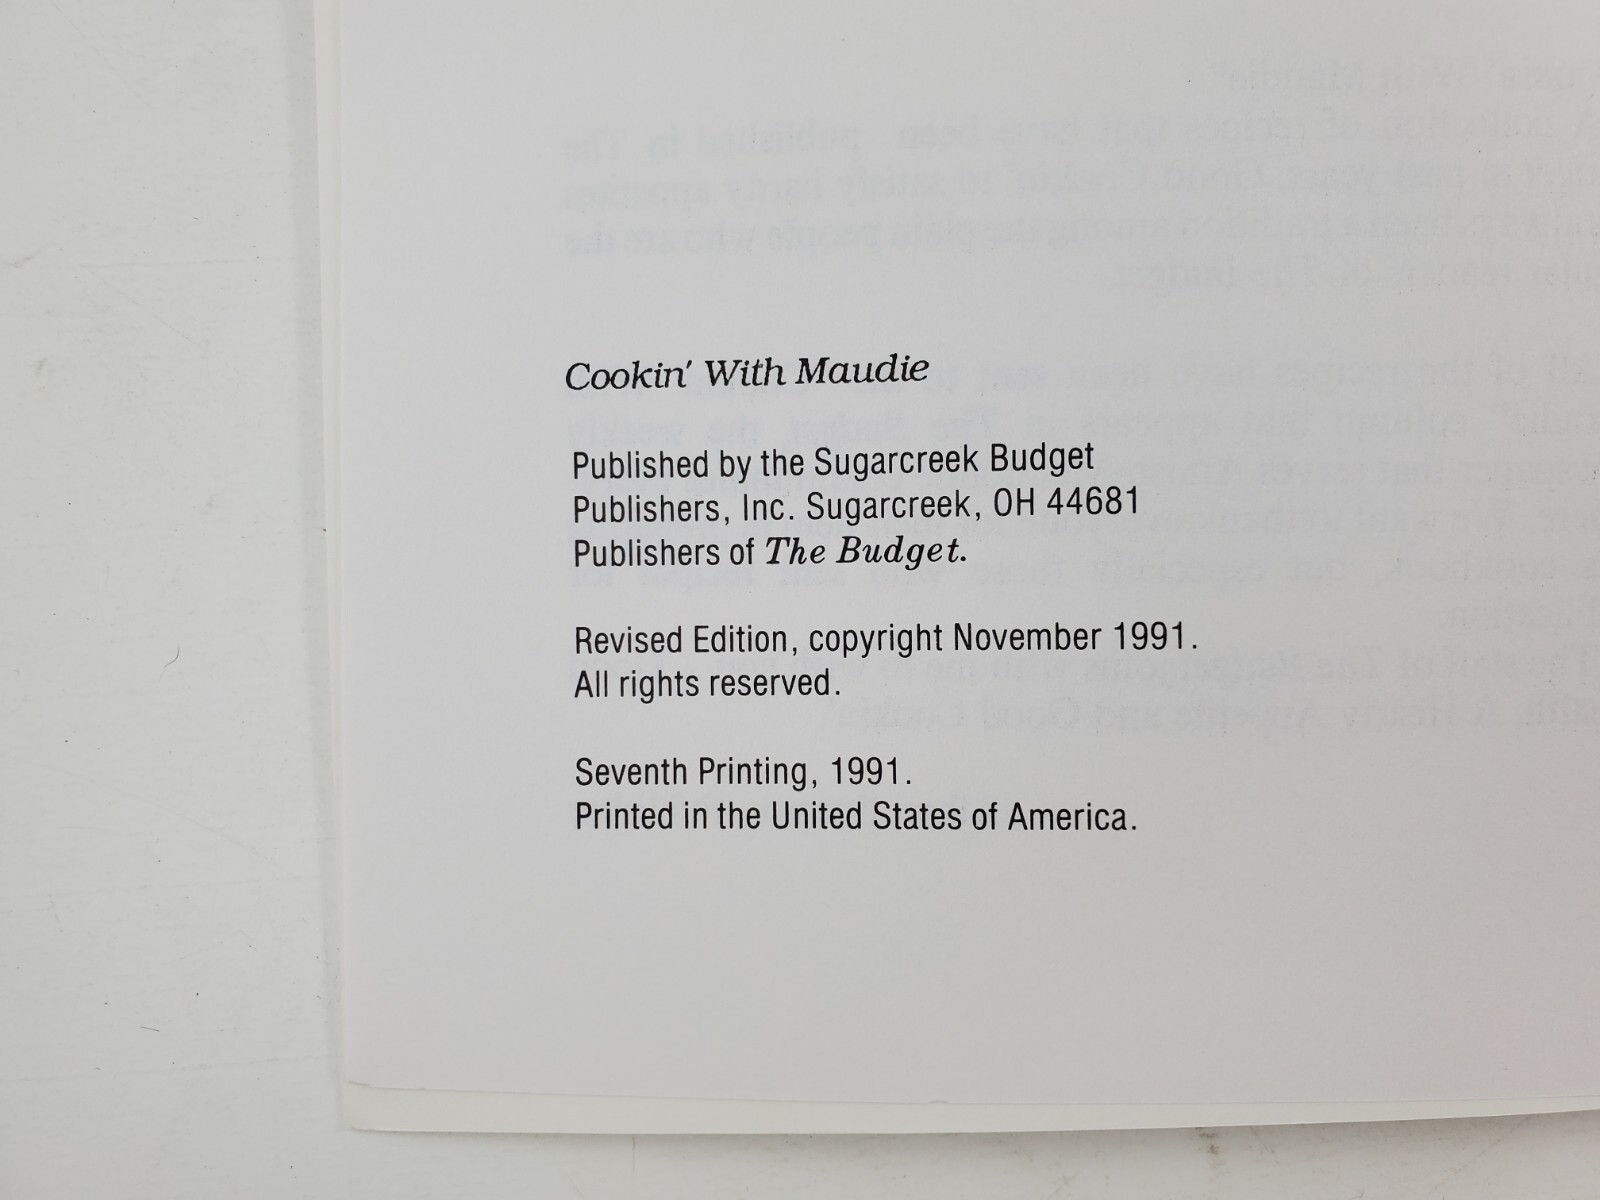 Cookin' With Maudie
Published by the Sugarcreek Budget
Publishers, Inc. Sugarcreek, OH 44681
Publishers of The Budget.
Revised Edition, copyright November 1991.
All rights reserved.
Seventh Printing, 1991.
Printed in the United States of America.